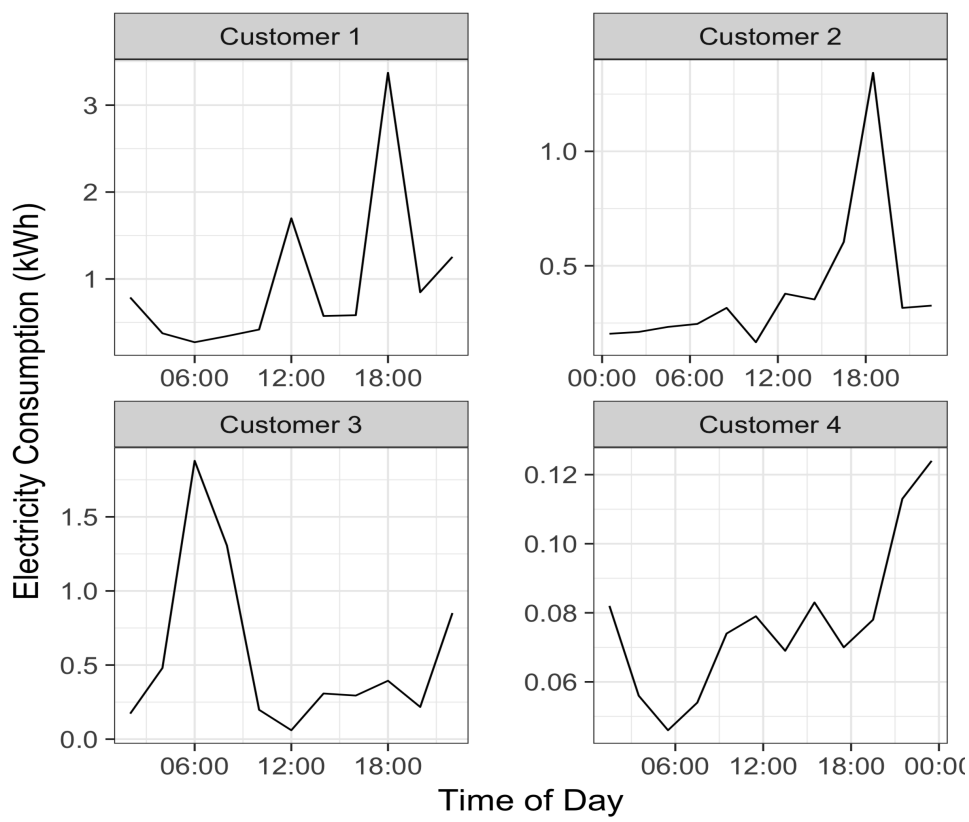 Customer 1
Customer 2
3
2
1
1.0
0.5
06:00 12:00 18:00
00:00 06:00 12:00 18:00
Customer 3
Customer 4
1.5
1.0
0.5
0.0
0.12
0.10
0.08
0.06
06:00 12:00 18:00
06:00 12:00 18:00 00:0
Electricity Consumption (kWh)
Time of Day